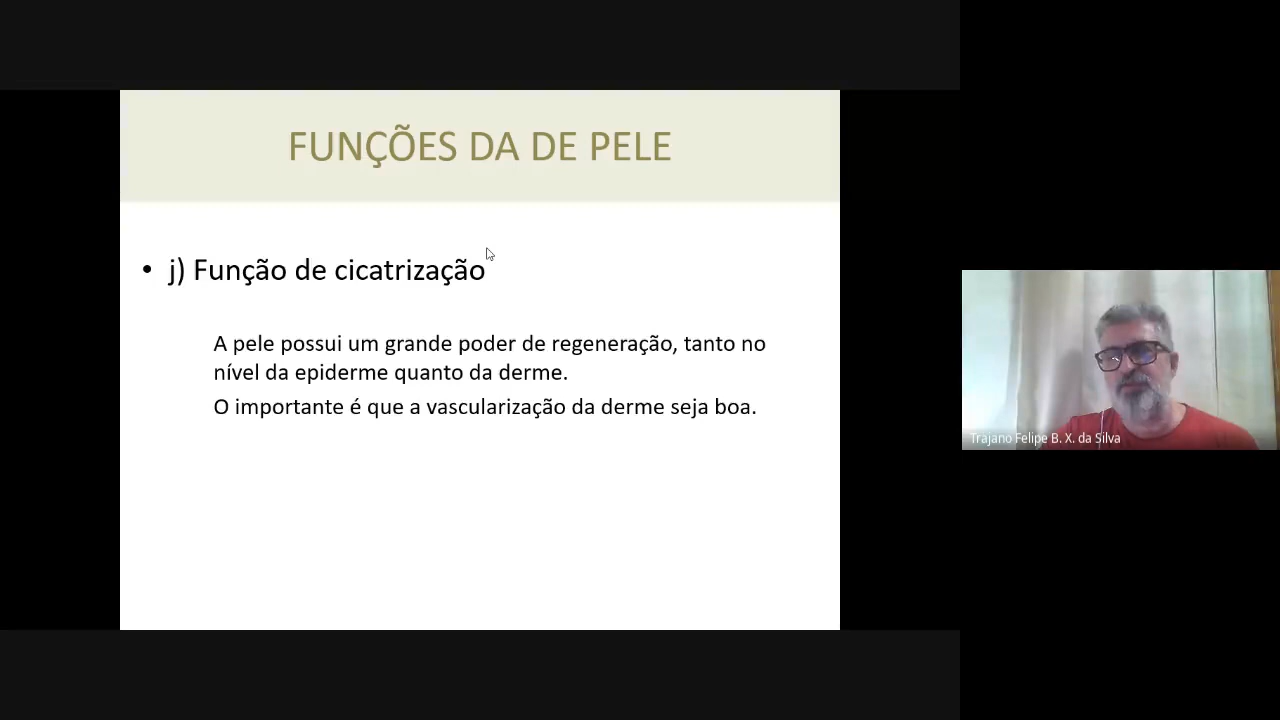 FUNÇÕES DA DE PELE
• j) Função de cicatrização
A pele possui um grande poder de regeneração, tanto no
nível da epiderme quanto da derme.
O importante é que a vascularização da derme seja boa.
Trajano Felipe B. X. da Silva